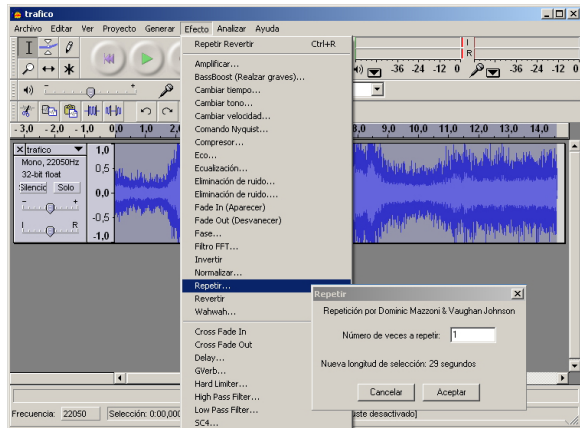 trafico
Archivo Editar Ver Proyecto Generar Efecto Analizar Ayuda
Repetir Revertir Ctrl+R
Amplificar...
BassBoost (Realzar graves)...
Cambiar tiempo...
Cambiar tono...
Cambiar velocidad...
Comando Nyquist...
Compresor...
Eco...
Ecualización...
Eliminación de ruido...
Eliminación de ruido....
Fade In (Aparecer)
Fade Out (Desvanecer)
Fase...
Filtro FFT...
Invertir
Normalizar...
Repetir...
Revertir
Wahwah...
Cross Fade In
Cross Fade Out
Delay...
GVerb...
Hard Limiter...
High Pass Filter...
Low Pass Filter...
SC4...
L
R
-36 -24 -12 0 -36 -24 -12 0
- 3,0 - 2,0 - 1,0 0,0 1,0 2,0 8,0 9,0 10,0 11,0 12,0 13,0 14,0
trafico
Mono, 22050Hz
32-bit float
Silencio Solo
- +
L R
1,0
0,5
0,0
-0,5
-1,0
Repetir
Repetición por Dominic Mazzoni & Vaughan Johnson
Número de veces a repetir: 1
Nueva longitud de selección: 29 segundos
Cancelar Aceptar
Frecuencia: 22050 Selección: 0:00,000 uste desactivado]